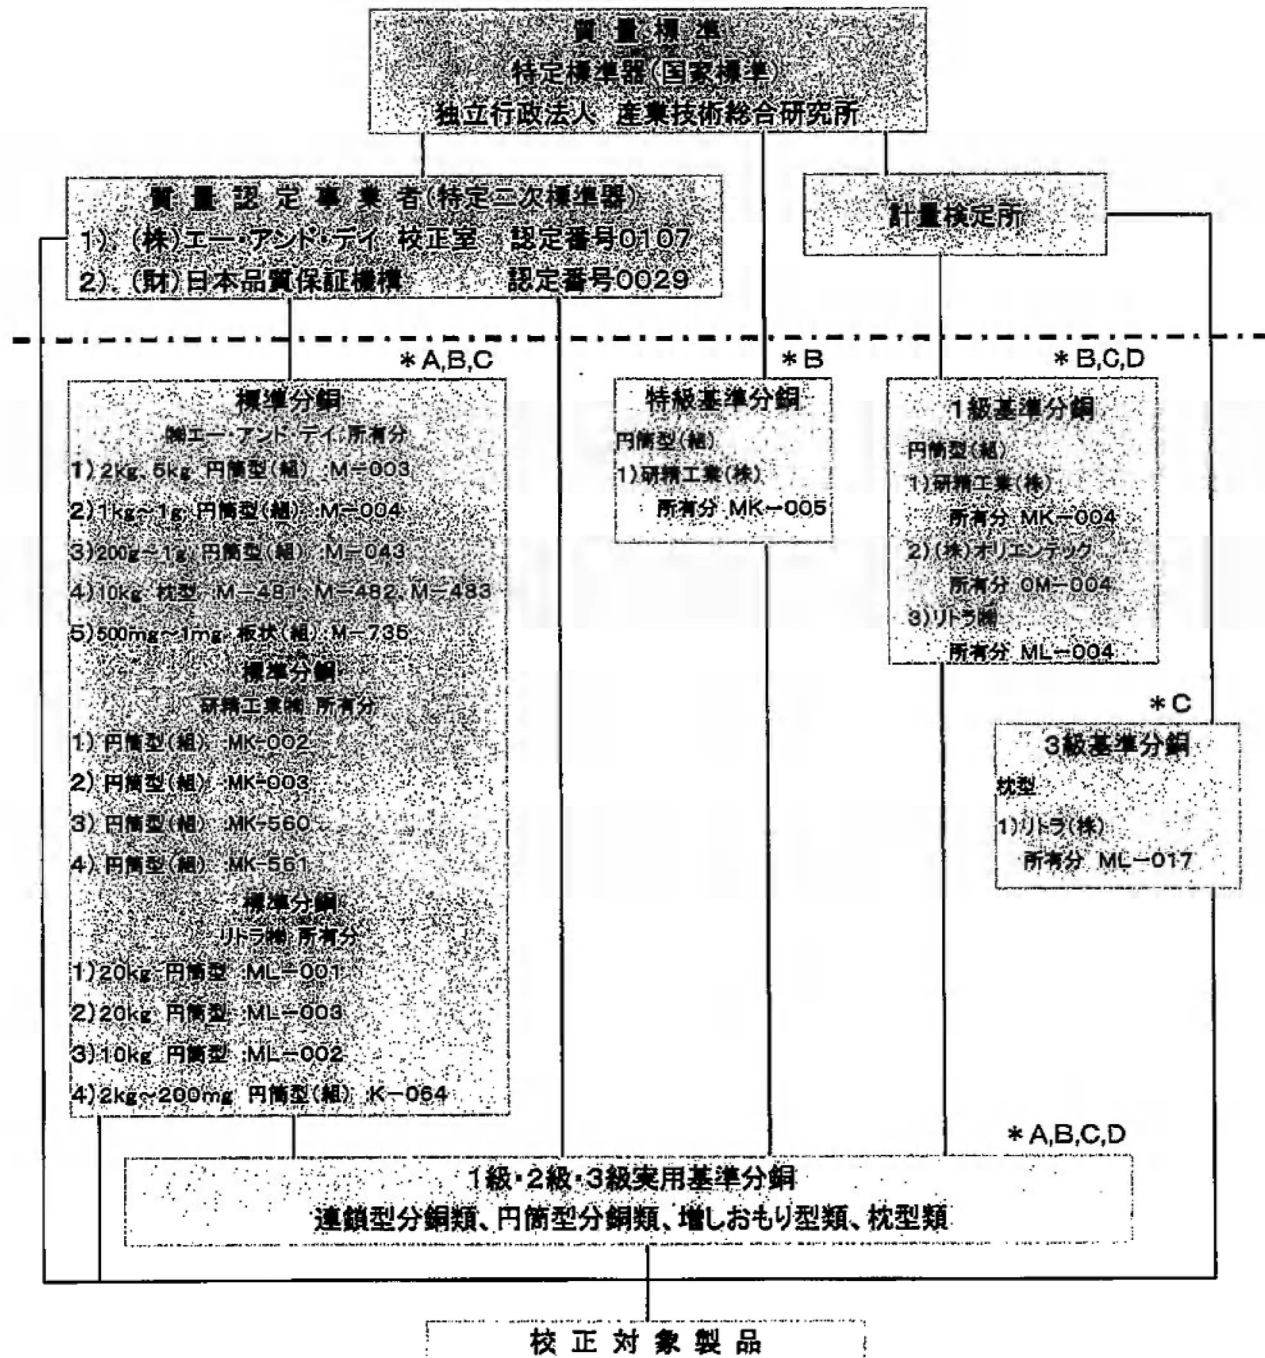 質量標準
特定標準器(国家標準)
独立行政法人 産業技術総合研究所
質量認定事業者(特定二次標準器)
1). (株)エー・アンド・デイ 校正室 認定番号0107
2). (財)日本品質保証機構 認定番号0029
計量検定所
*A,B,C
標準分銅
㈱エー・アンド・デイ 所有分
1)2kg、5kg 円筒型(組) :M-003
2)1kg~1g 円筒型(組) :M-004
3)200g~1g 円筒型(組) :M-043
4)10kg 枕型 :M-481、M-482、M-483
5)500mg~1mg 板状(組) M-735
標準分銅
研精工業㈱ 所有分
1) 円筒型(組) :MK-002
2) 円筒型(組) :MK-003
3) 円筒型(組) :MK-560
4) 円筒型(組) :MK-561
標準分銅
リトラ㈱ 所有分
1)20kg 円筒型 :ML-001
2)20kg 円筒型 :ML-003
3)10kg 円筒型 :ML-002
4)2kg~200mg 円筒型(組) :K-064
*B
特級基準分銅
円筒型(組)
1)研精工業(株)
所有分 MK-005
*B,C,D
1級基準分銅
円筒型(組)
1)研精工業(株)
所有分 MK-004
2)(株)オリエンテック
所有分 OM-004
3)リトラ㈱
所有分 ML-004
*C
3級基準分銅
枕型
1)リトラ(株)
所有分 ML-017
*A,B,C,D
1級・2級・3級実用基準分銅
連鎖型分銅類、円筒型分銅類、増しおもり型類、枕型類
校正対象製品